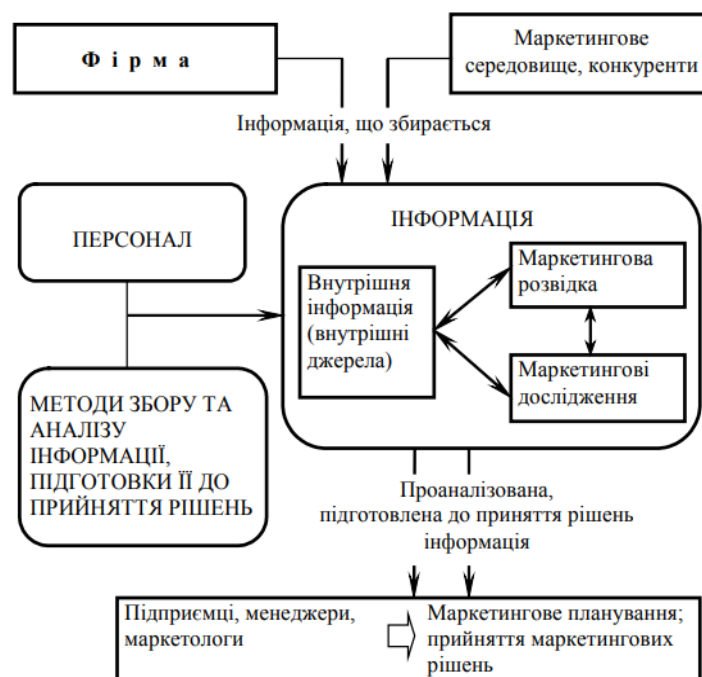 Ф і р м а
Маркетингове
середовище, конкуренти
Інформація, що збирається
ПЕРСОНАЛ
ІНФОРМАЦІЯ
Внутрішня
інформація
(внутрішні
джерела)
Маркетингова
розвідка
Маркетингові
дослідження
МЕТОДИ ЗБОРУ ТА
АНАЛІЗУ
ІНФОРМАЦІЇ,
ПІДГОТОВКИ ЇЇ ДО
ПРИЙНЯТТЯ РІШЕНЬ
Проаналізована,
підготовлена до приняття рішень
інформація
Підприємці, менеджери,
маркетологи
Маркетингове планування;
прийняття маркетингових
рішень